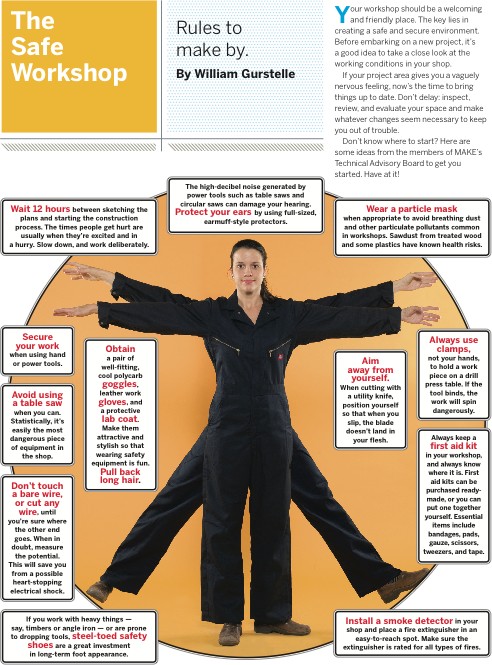 The
Safe
Workshop
Rules to
make by.
By William Gurstelle
Your workshop should be a welcoming
and friendly place. The key lies in
creating a safe and secure environment.
Before embarking on a new project, it's
a good idea to take a close look at the
working conditions in your shop.
If your project area gives you a vaguely
nervous feeling, now's the time to bring
things up to date. Don't delay: inspect,
review, and evaluate your space and make
whatever changes seem necessary to keep
you out of trouble.
Don't know where to start? Here are
some ideas from the members of MAKE's
Technical Advisory Board to get you
started. Have at it!
Wait 12 hours between sketching the
plans and starting the construction
process. The times people get hurt are
usually when they're excited and in
a hurry. Slow down, and work deliberately.
The high-decibel noise generated by
power tools such as table saws and
circular saws can damage your hearing.
Protect your ears by using full-sized,
earmuff-style protectors.
Wear a particle mask
when appropriate to avoid breathing dust
and other particulate pollutants common
in workshops. Sawdust from treated wood
and some plastics have known health risks.
Secure
your work
when using hand
or power tools.
Avoid using
a table saw
when you can.
Statistically, it's
easily the most
dangerous piece
of equipment in
the shop.
Don't touch
a bare wire,
or cut any
wire, until
you're sure where
the other end
goes. When in
doubt, measure
the potential.
This will save you
from a possible
heart-stopping
electrical shock.
Obtain
a pair of
well-fitting,
cool polycarb
goggles,
leather work
gloves, and
a protective
lab coat.
Make them
attractive and
stylish so that
wearing safety
equipment is fun.
Pull back
long hair.
Aim
away from
yourself.
When cutting with
a utility knife,
position yourself
so that when you
slip, the blade
doesn't land in
your flesh.
Always use
clamps,
not your hands,
to hold a work
piece on a drill
press table. If the
tool binds, the
work will spin
dangerously.
Always keep a
first aid kit
in your workshop,
and always know
where it is. First
aid kits can be
purchased ready-
made, or you can
put one together
yourself. Essential
items include
bandages, pads,
gauze, scissors,
tweezers, and tape.
If you work with heavy things —
say, timbers or angle iron — or are prone
to dropping tools, steel-toed safety
shoes are a great investment
in long-term foot appearance.
Install a smoke detector in your
shop and place a fire extinguisher in an
easy-to-reach spot. Make sure the
extinguisher is rated for all types of fires.